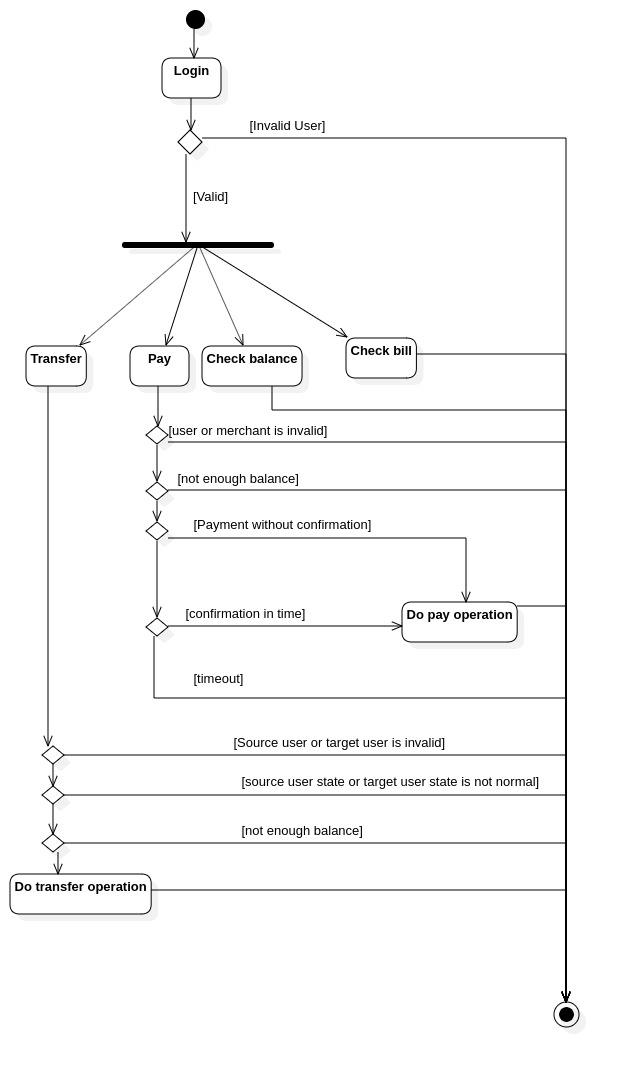 Login
[Invalid User]
[Valid]
Transfer
Pay
Check balance
Check bill
[user or merchant is invalid]
[not enough balance]
[Payment without confirmation]
[confirmation in time]
Do pay operation
[timeout]
[Source user or target user is invalid]
[source user state or target user state is not normal]
[not enough balance]
Do transfer operation